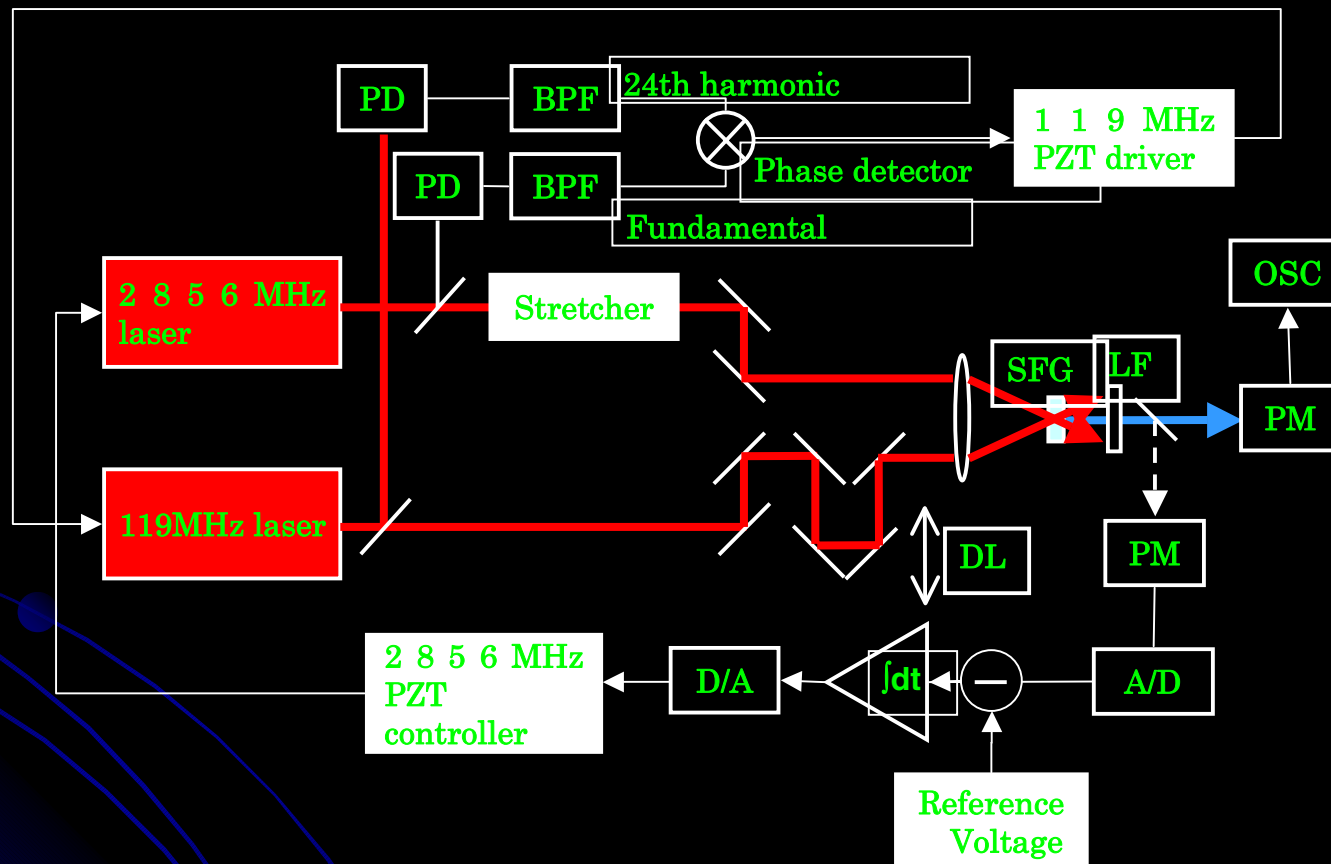 PD
BPF
24th harmonic
1 1 9 MHz
PZT driver
PD
BPF
Phase detector
Fundamental
OSC
2 8 5 6 MHz
laser
Stretcher
SFG
LF
PM
119MHz laser
PM
DL
2 8 5 6 MHz
PZT
controller
D/A
∫dt
−
A/D
Reference
Voltage